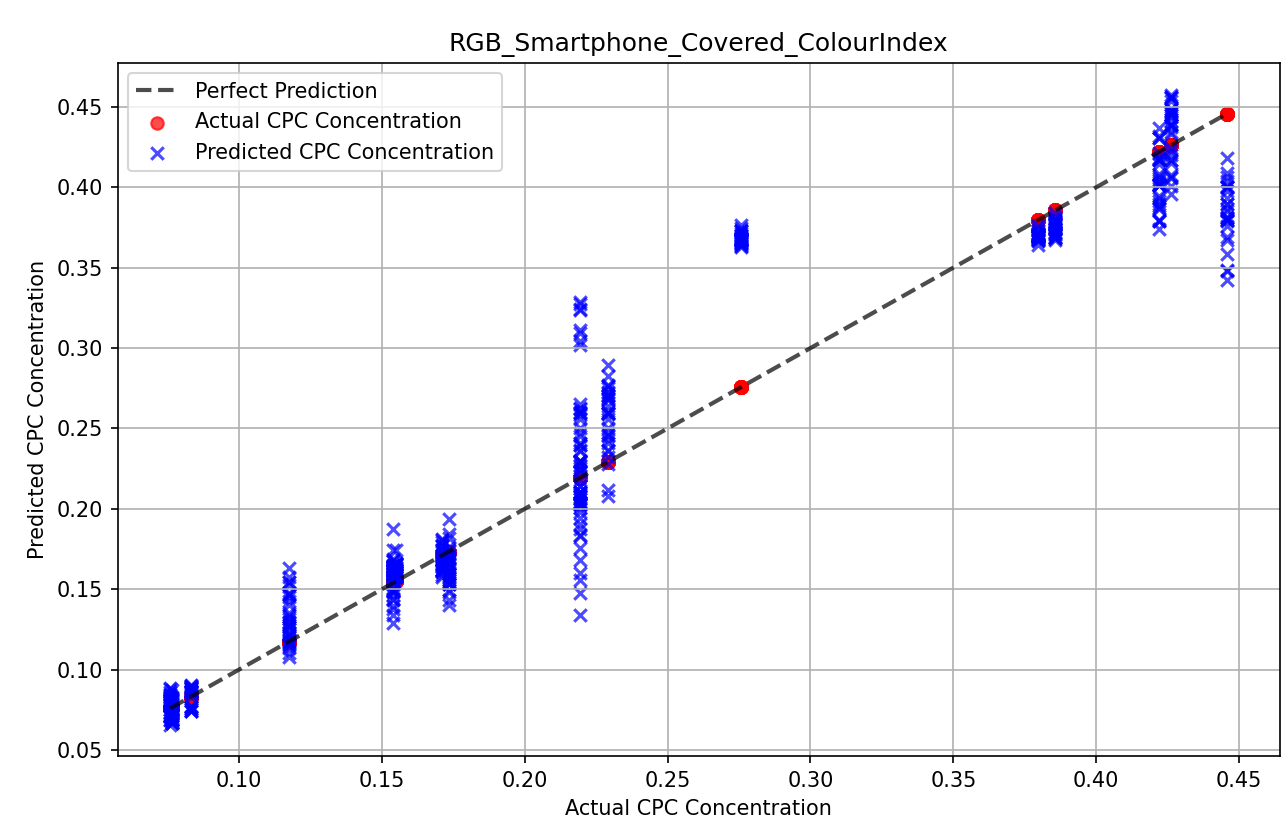 RGB_Smartphone_Covered_ColourIndex
Perfect Prediction
Actual CPC Concentration
Predicted CPC Concentration
Predicted CPC Concentration
0.45
0.40
0.35
0.30
0.25
0.20
0.15
0.10
0.05
0.10 0.15 0.20 0.25 0.30 0.35 0.40 0.45
Actual CPC Concentration